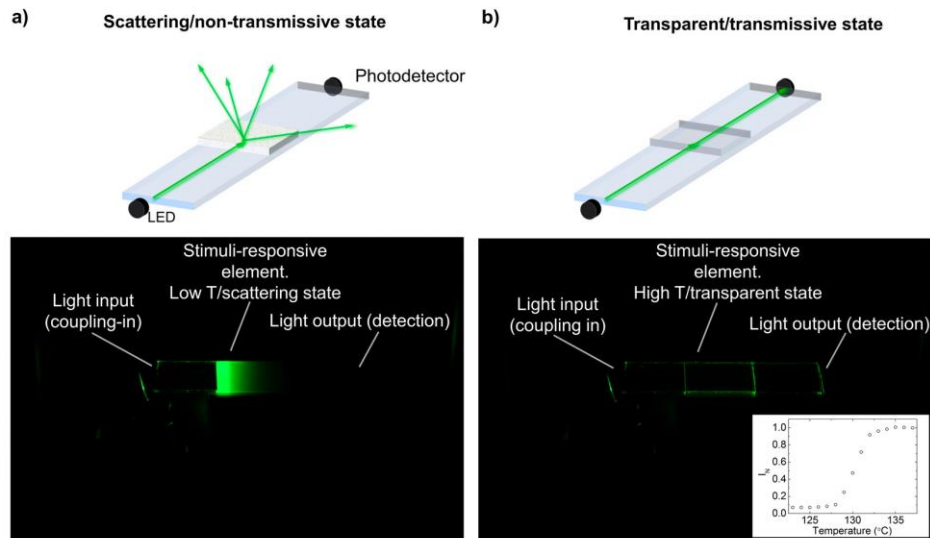 a)
Scattering/non-transmissive state
Photodetector
LED
Stimuli-responsive
element.
Low T/scattering state
Light input
(coupling-in)
Light output (detection)
b)
Transparent/transmissive state
Stimuli-responsive
element.
High T/transparent state
Light input
(coupling in)
Light output (detection)
1.0
0.8
0.6
0.4
0.2
0.0
I_N
125
130
135
Temperature (°C)